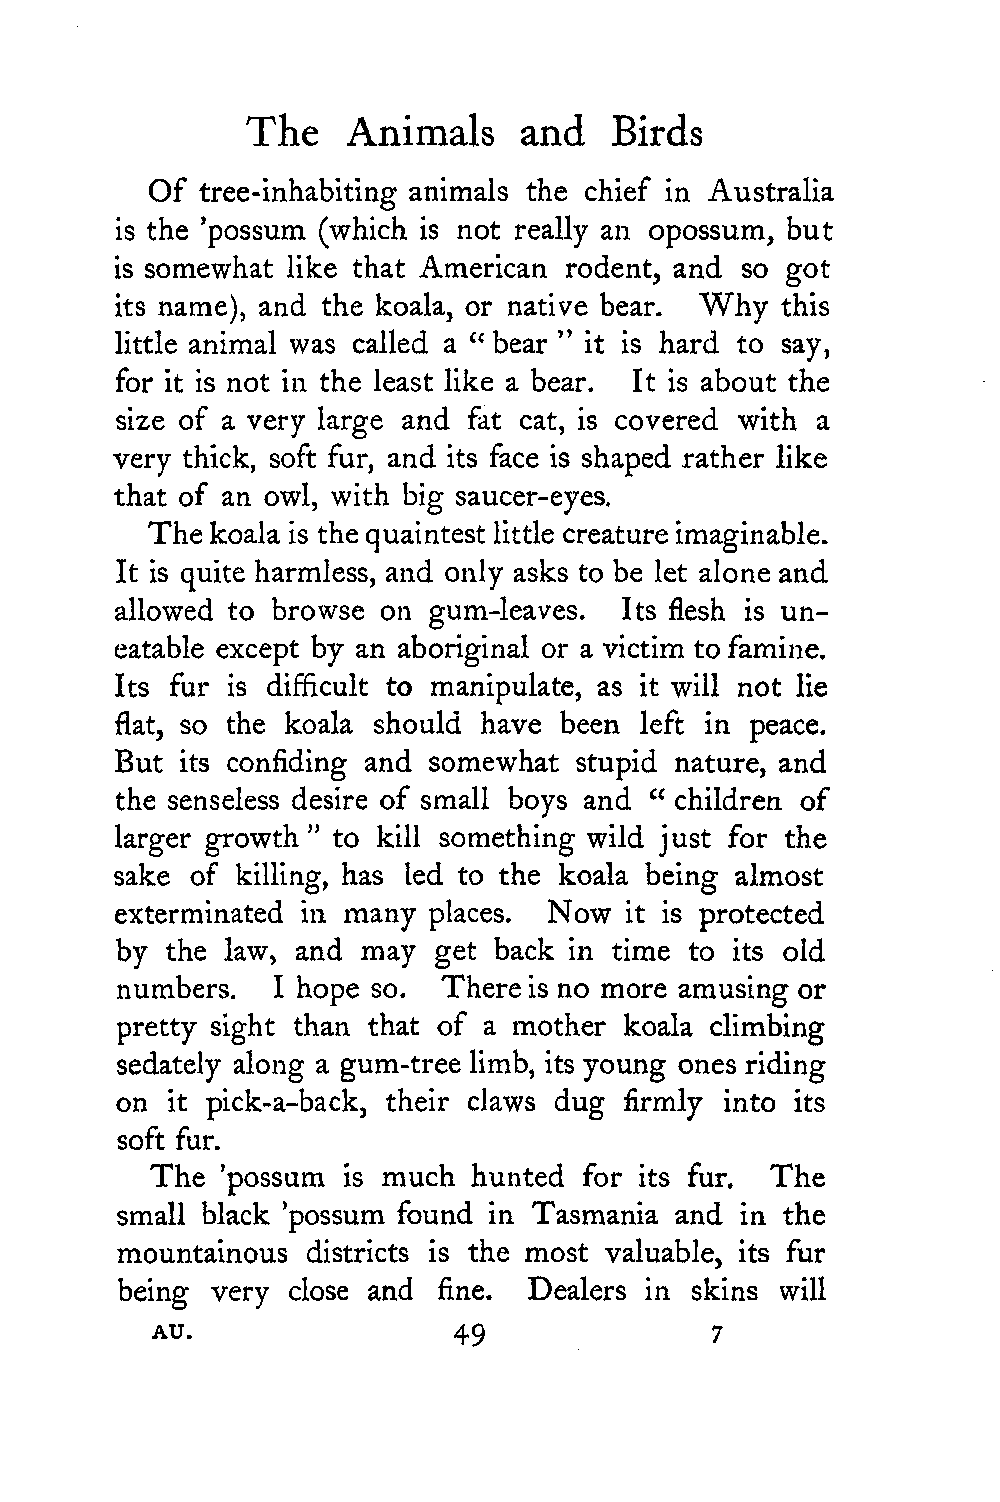 The Animals and Birds
Of tree-inhabiting animals the chief in Australia
is the 'possum (which is not really an opossum, but
is somewhat like that American rodent, and so got
its name), and the koala, or native bear. Why this
little animal was called a “ bear ” it is hard to say,
for it is not in the least like a bear. It is about the
size of a very large and fat cat, is covered with a
very thick, soft fur, and its face is shaped rather like
that of an owl, with big saucer-eyes.
The koala is the quaintest little creature imaginable.
It is quite harmless, and only asks to be let alone and
allowed to browse on gum-leaves. Its flesh is un-
eatable except by an aboriginal or a victim to famine.
Its fur is difficult to manipulate, as it will not lie
flat, so the koala should have been left in peace.
But its confiding and somewhat stupid nature, and
the senseless desire of small boys and “ children of
larger growth ” to kill something wild just for the
sake of killing, has led to the koala being almost
exterminated in many places. Now it is protected
by the law, and may get back in time to its old
numbers. I hope so. There is no more amusing or
pretty sight than that of a mother koala climbing
sedately along a gum-tree limb, its young ones riding
on it pick-a-back, their claws dug firmly into its
soft fur.
The 'possum is much hunted for its fur. The
small black 'possum found in Tasmania and in the
mountainous districts is the most valuable, its fur
being very close and fine. Dealers in skins will
AU. 49 7